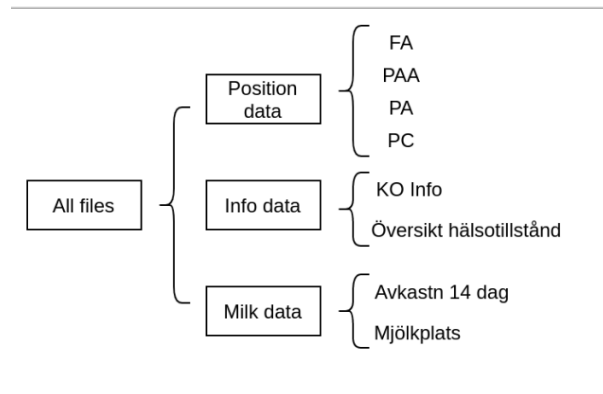 All files
Position
data
FA
PAA
PA
PC
Info data
KO Info
Översikt hälsotillstånd
Milk data
Avkastn 14 dag
Mjölkplats